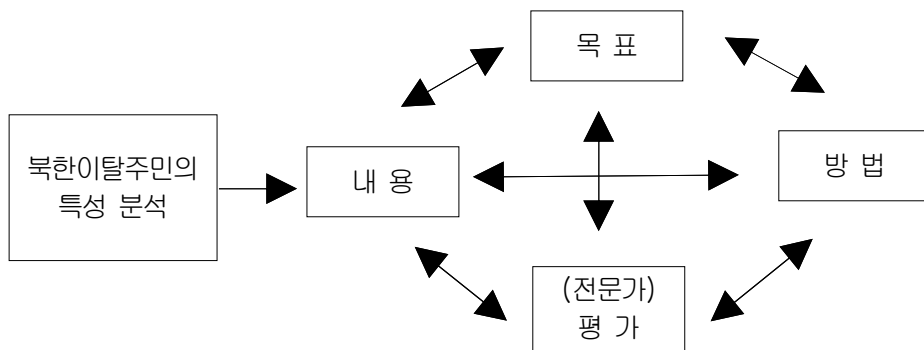 목 표
북한이탈주민의
특성 분석
내 용
방 법
(전문가)
평 가